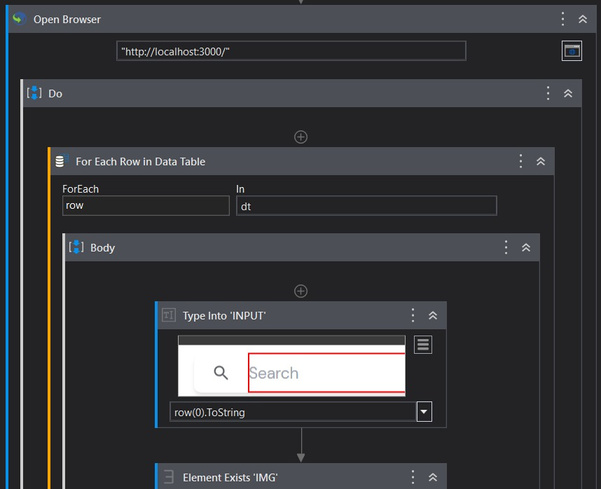 Open Browser
"http://localhost:3000/"
Do
For Each Row in Data Table
ForEach In
row dt
Body
Type Into 'INPUT'
Search
row(0).ToString
Element Exists 'IMG'